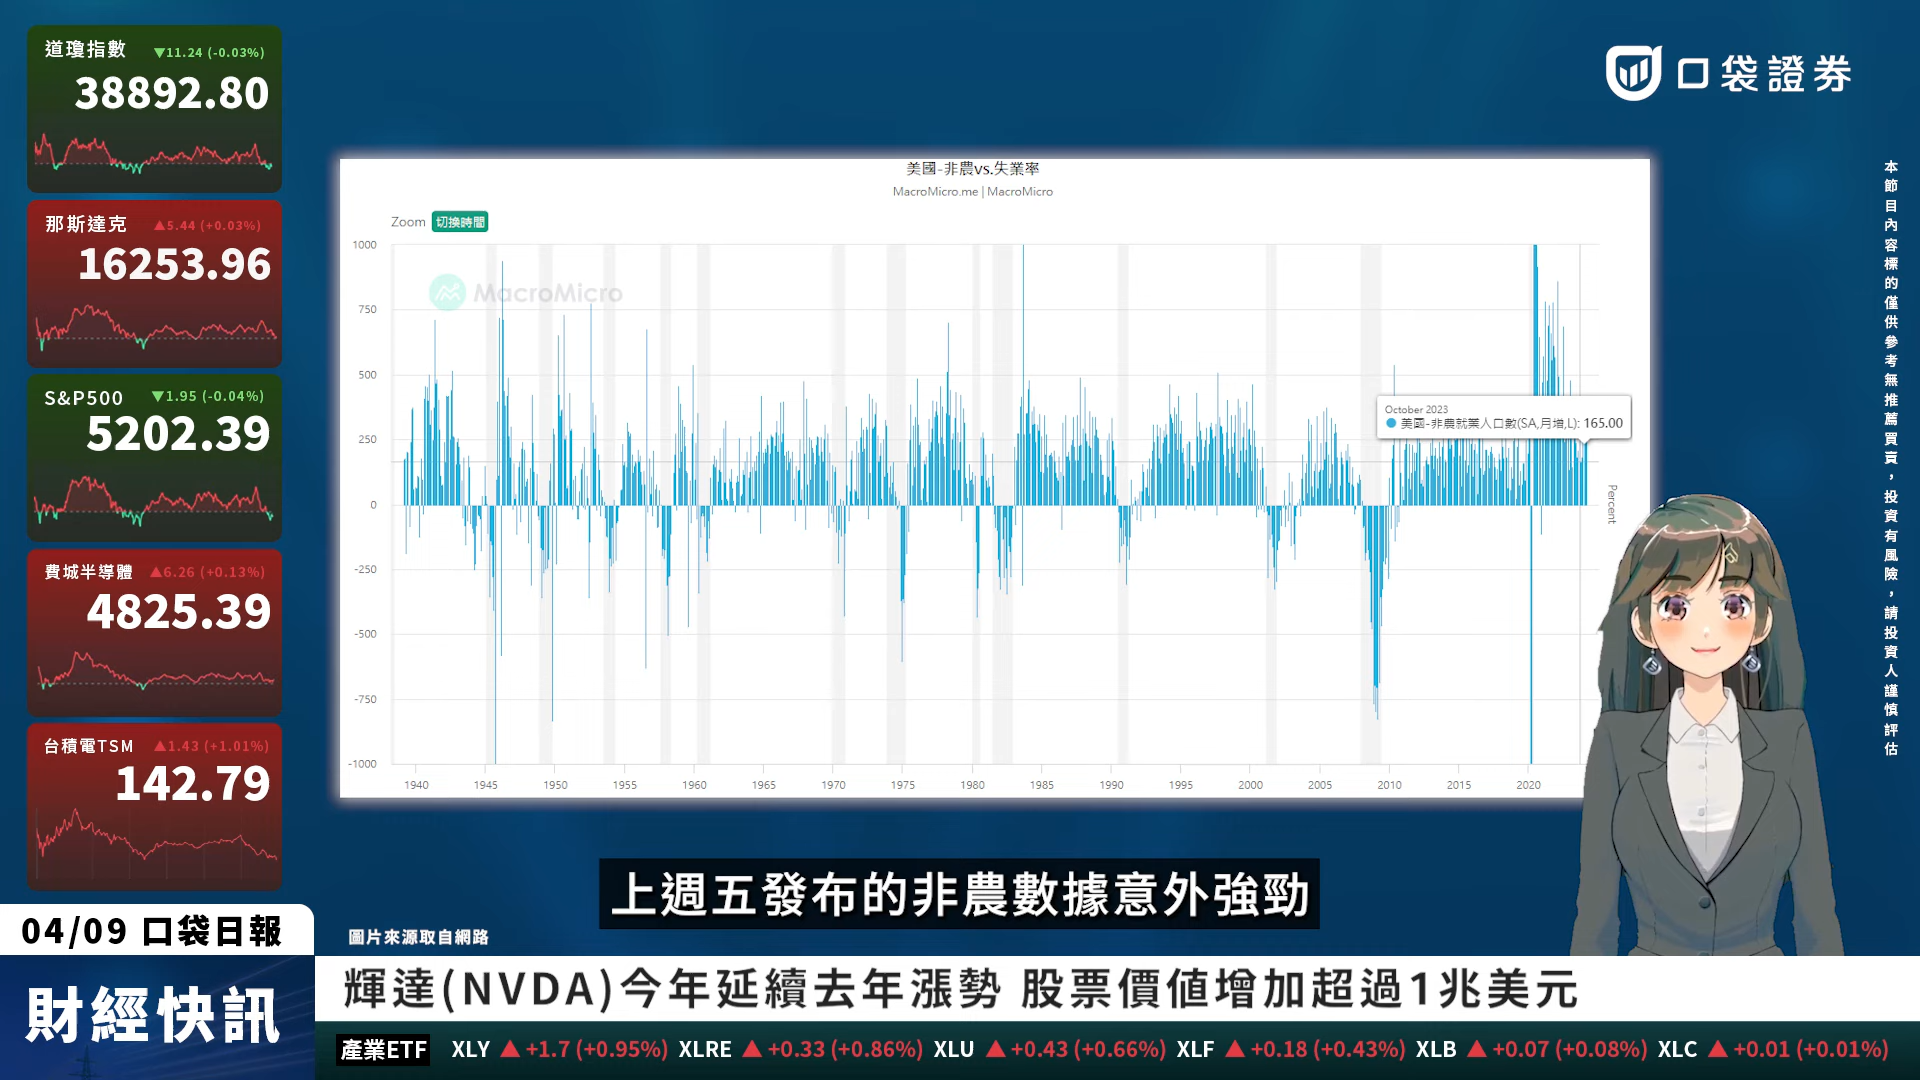 道瓊指數 ▼11.24 (-0.03%)
38892.80
那斯達克 ▲5.44 (+0.03%)
16253.96
S&P500 ▼1.95 (-0.04%)
5202.39
費城半導體 ▲6.26 (+0.13%)
4825.39
台積電TSM ▲1.43 (+1.01%)
142.79
04/09 口袋日報
財經快訊
口袋證券
美國-非農vs.失業率
MacroMicro.me | MacroMicro
Zoom 切換時間
MacroMicro
1000
750
500
250
0
-250
-500
-750
-1000
1940 1945 1950 1955 1960 1965 1970 1975 1980 1985 1990 1995 2000 2005 2010 2015 2020
Percent
October 2023
美國-非農就業人口數(SA,月增,L): 165.00
本節目內容標的僅供參考無推薦買賣，投資有風險，請投資人謹慎評估
上週五發布的非農數據意外強勁
圖片來源取自網路
輝達(NVDA)今年延續去年漲勢 股票價值增加超過1兆美元
產業ETF XLY ▲+1.7 (+0.95%) XLRE ▲+0.33 (+0.86%) XLU ▲+0.43 (+0.66%) XLF ▲+0.18 (+0.43%) XLB ▲+0.07 (+0.08%) XLC ▲+0.01 (+0.01%)